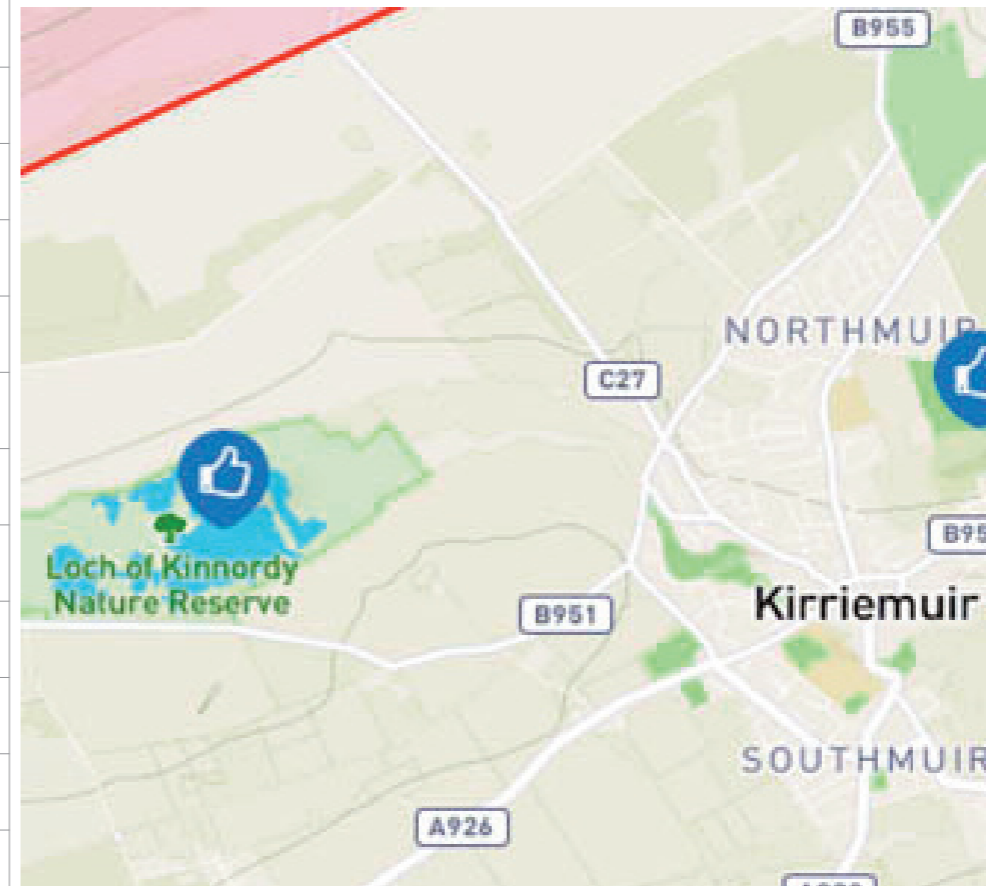 B955
NORTHMUIR
C27
Loch of Kinnordy
Nature Reserve
B951
Kirriemuir
SOUTHMUIR
A926